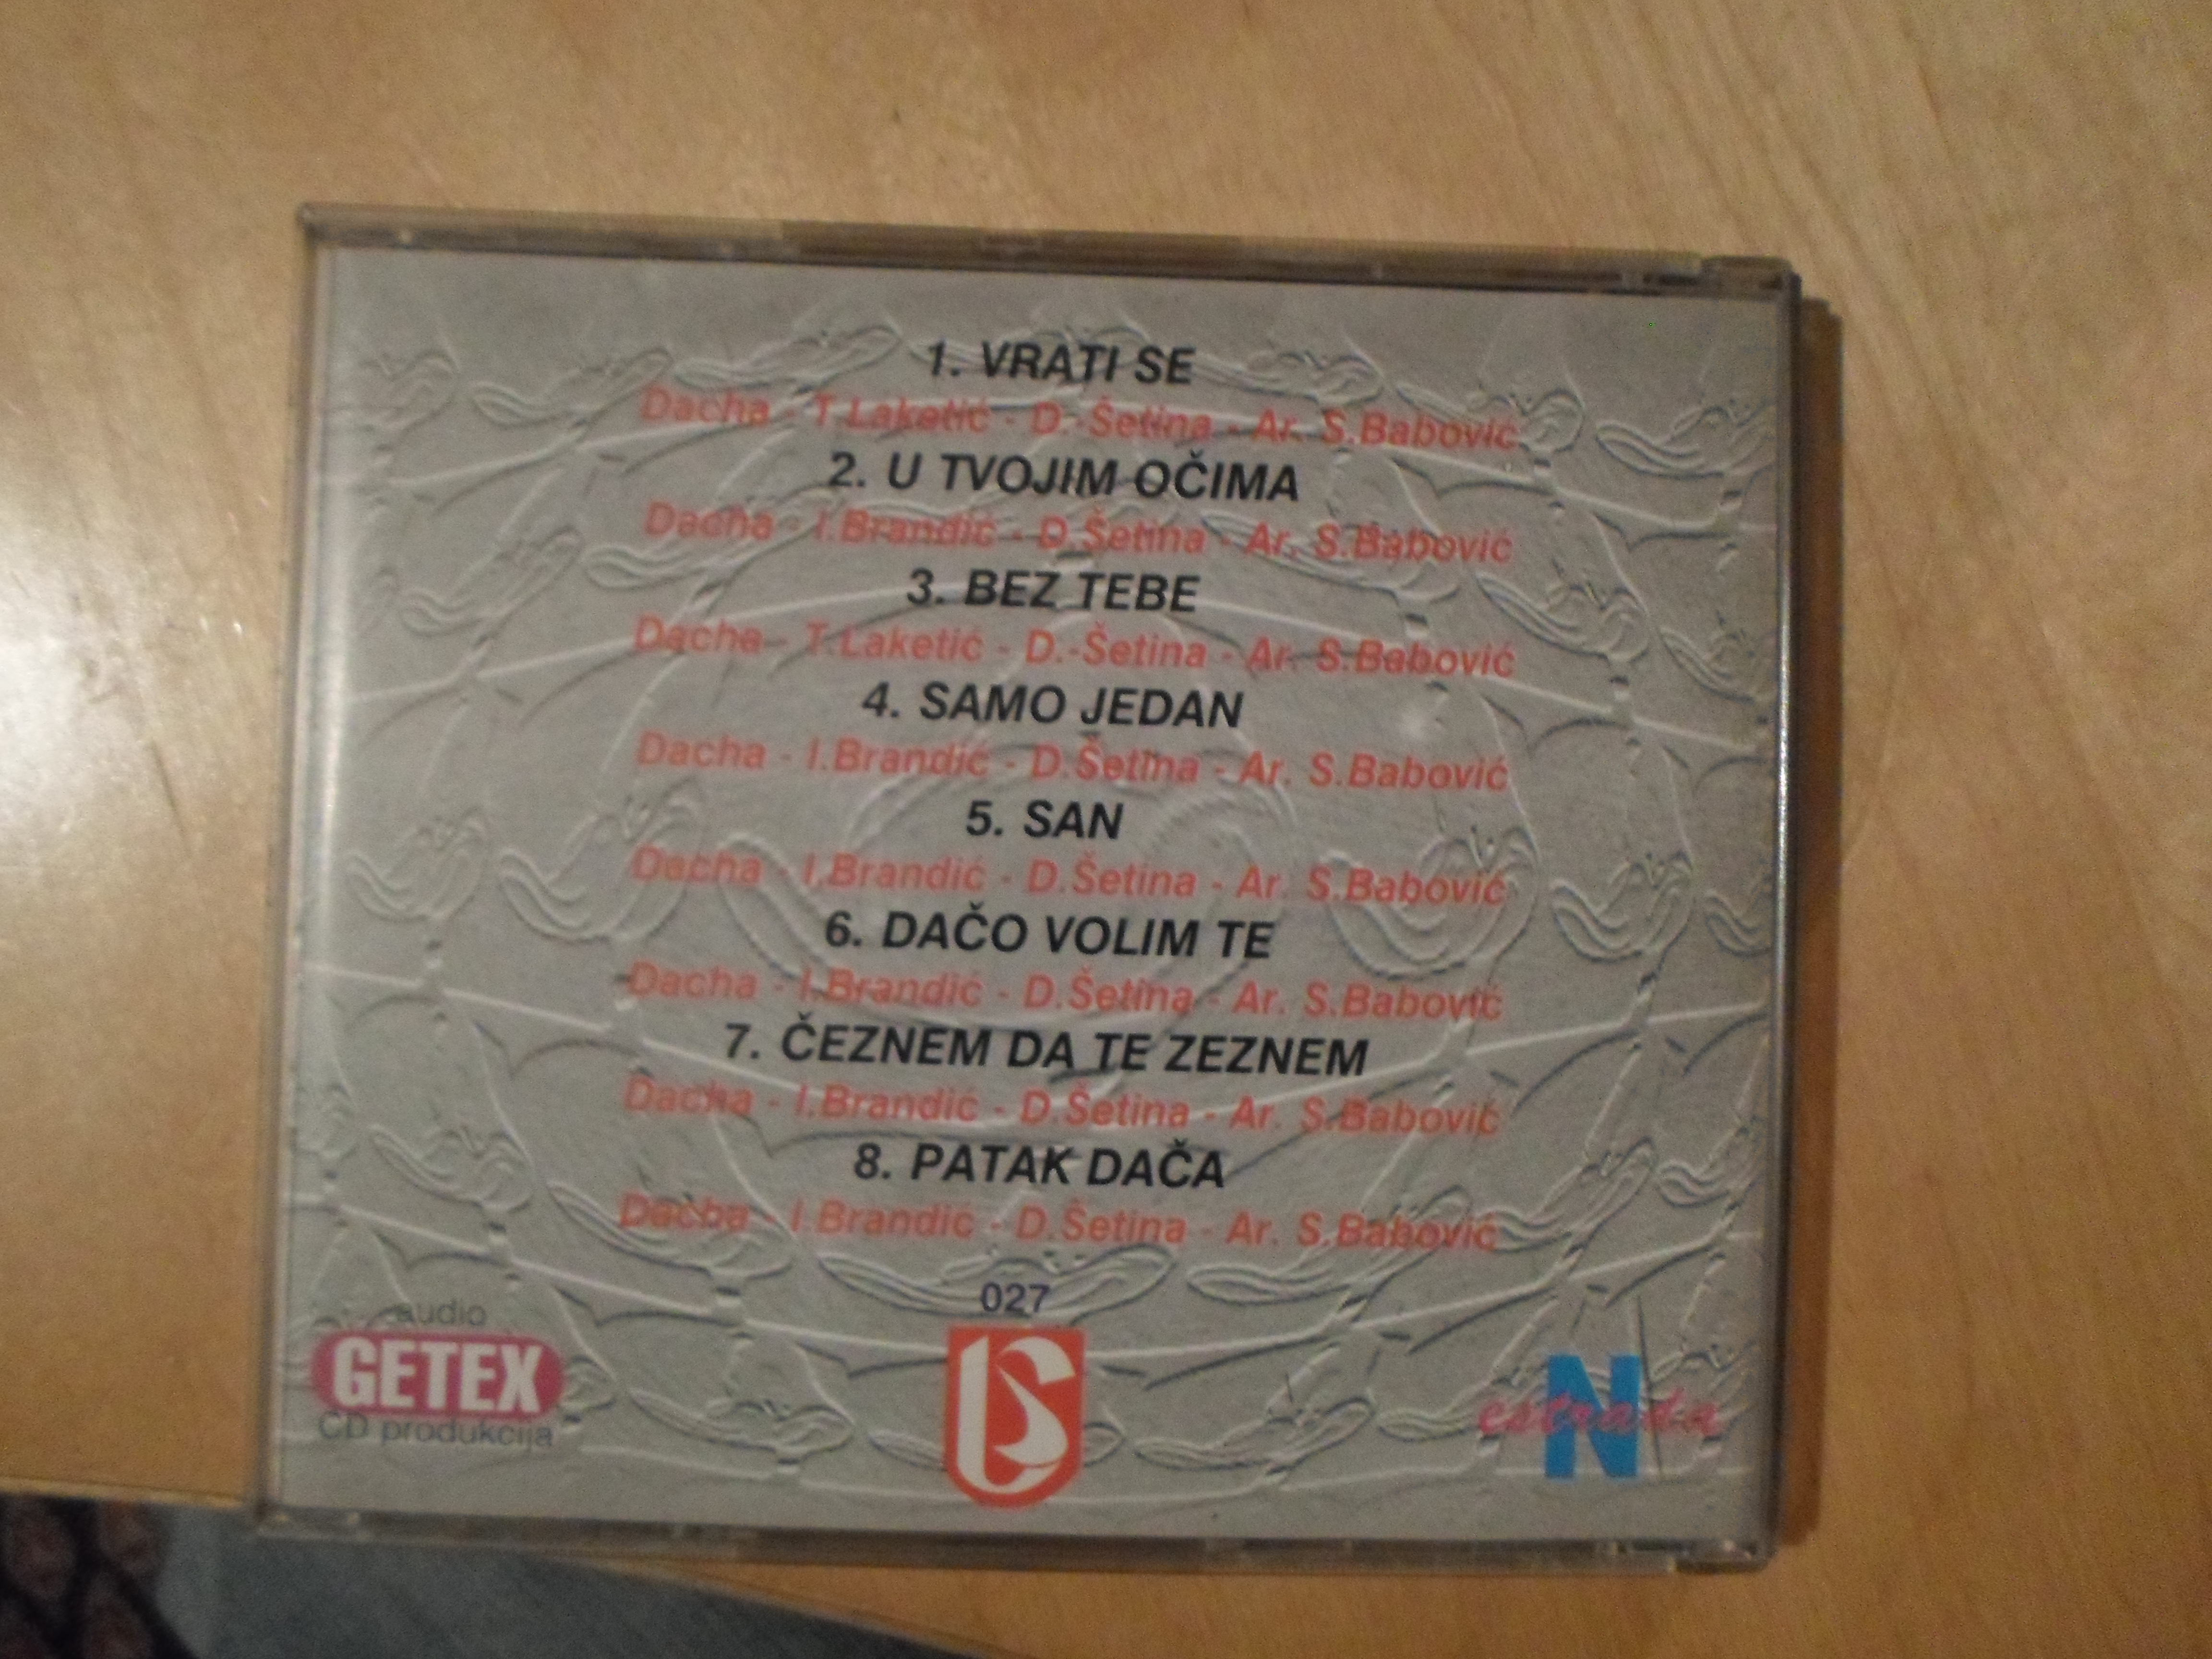 1. VRATI SE
Dacha - T.Laketić - D.-Šetina - Ar. S.Babović
2. U TVOJIM OČIMA
Dacha - I.Brandić - D.Šetina - Ar. S.Babović
3. BEZ TEBE
Dacha - T.Laketić - D.-Šetina - Ar. S.Babović
4. SAMO JEDAN
Dacha - I.Brandić - D.Šetina - Ar. S.Babović
5. SAN
Dacha - I.Brandić - D.Šetina - Ar. S.Babović
6. DAČO VOLIM TE
Dacha - I.Brandić - D.Šetina - Ar. S.Babović
7. ČEZNEM DA TE ZEZNEM
Dacha - I.Brandić - D.Šetina - Ar. S.Babović
8. PATAK DAČA
Dacha - I.Brandić - D.Šetina - Ar. S.Babović
027
audio
GETEX
CD produkcija
N
estrada